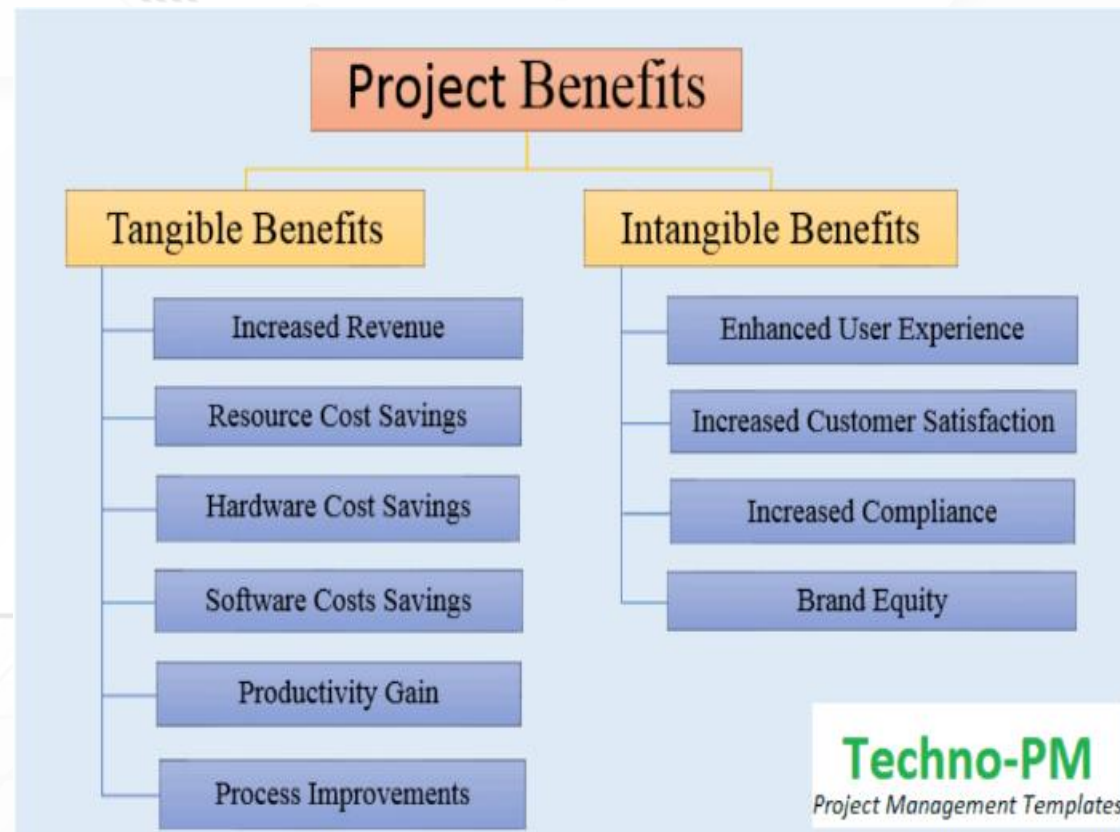 Project Benefits
Tangible Benefits
Increased Revenue
Resource Cost Savings
Hardware Cost Savings
Software Costs Savings
Productivity Gain
Process Improvements
Intangible Benefits
Enhanced User Experience
Increased Customer Satisfaction
Increased Compliance
Brand Equity
Techno-PM
Project Management Templates